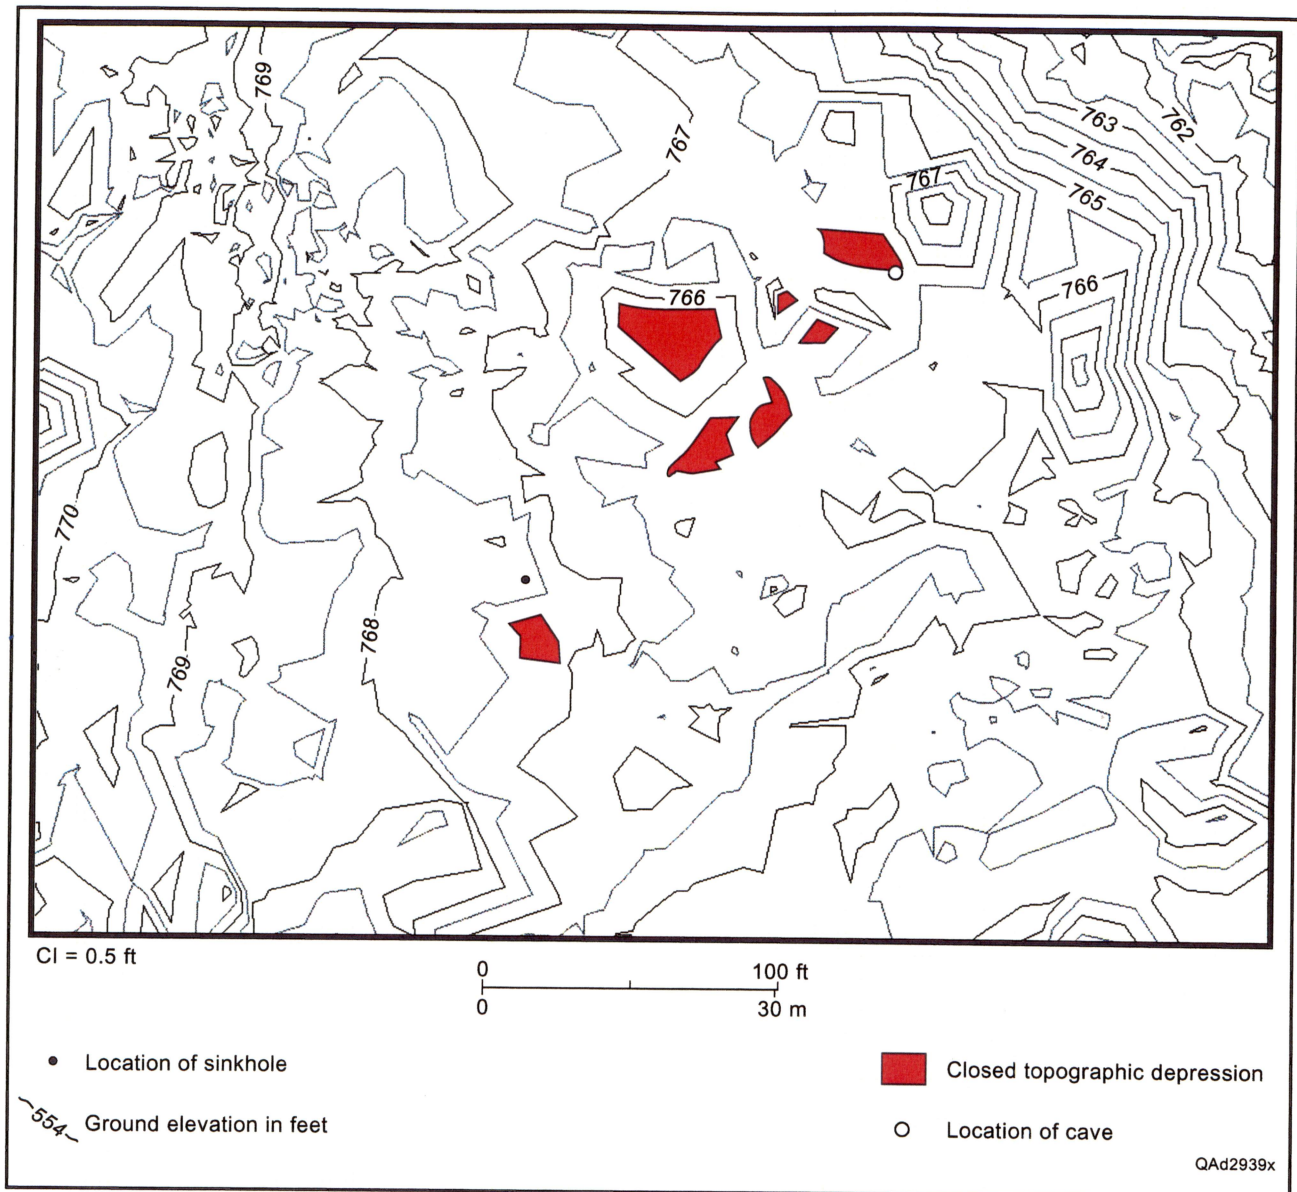 769
767
763
762
764
765
767
766
766
770
769
768
CI = 0.5 ft
0 100 ft
0 30 m
Location of sinkhole
554 Ground elevation in feet
Closed topographic depression
Location of cave
QAd2939x